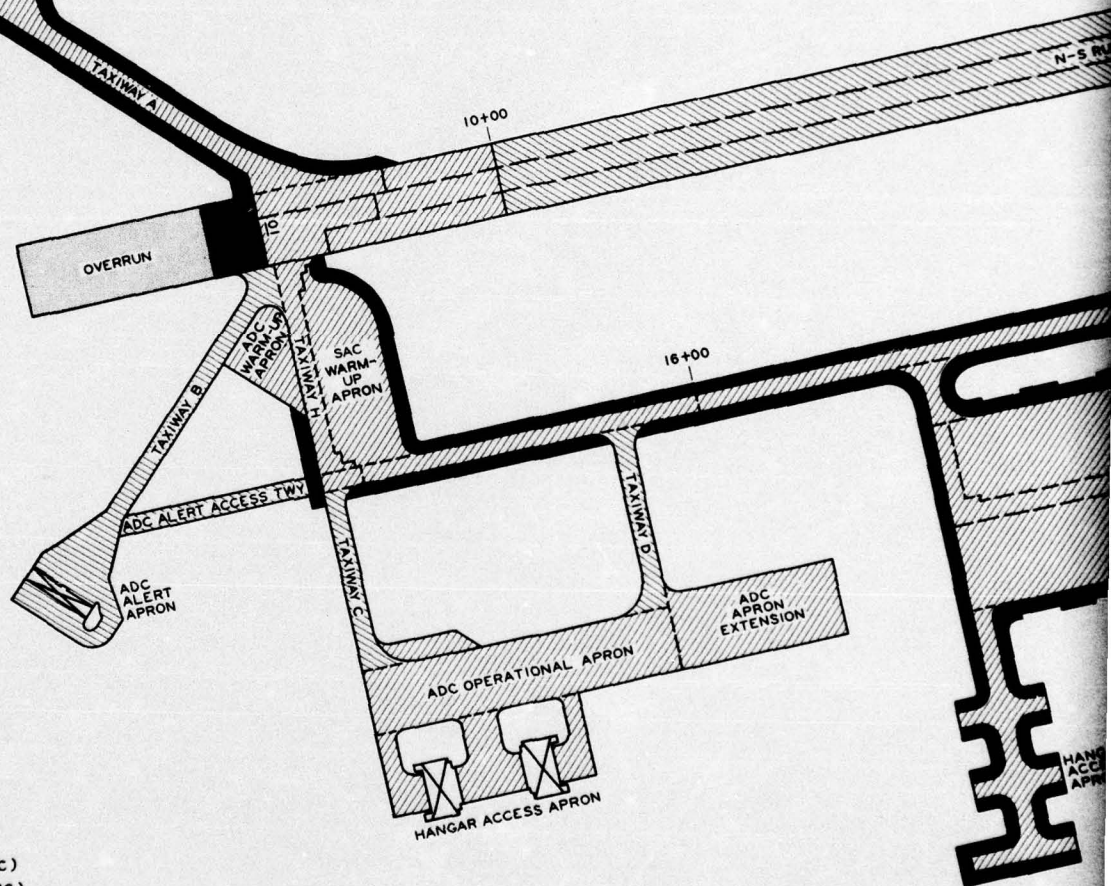 TAXIWAY A
10+00
N-S RU
10
OVERRUN
ADC
WARM-UP
APRON
TAXIWAY H
SAC
WARM-
UP
APRON
16+00
TAXIWAY B
ADC ALERT ACCESS TWY
TAXIWAY C
TAXIWAY D
ADC
ALERT
APRON
ADC
APRON
EXTENSION
ADC OPERATIONAL APRON
HANGAR ACCESS APRON
HANG
ACC
APR
C)